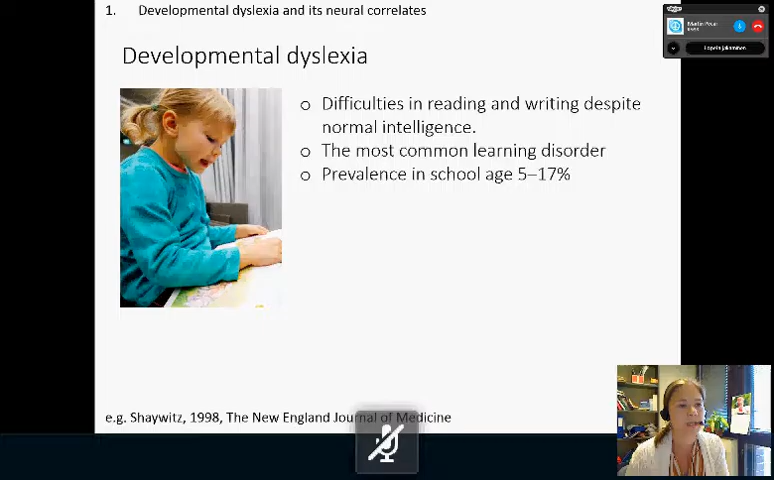 1. Developmental dyslexia and its neural correlates
Developmental dyslexia
o Difficulties in reading and writing despite
normal intelligence.
o The most common learning disorder
o Prevalence in school age 5–17%
e.g. Shaywitz, 1998, The New England Journal of Medicine